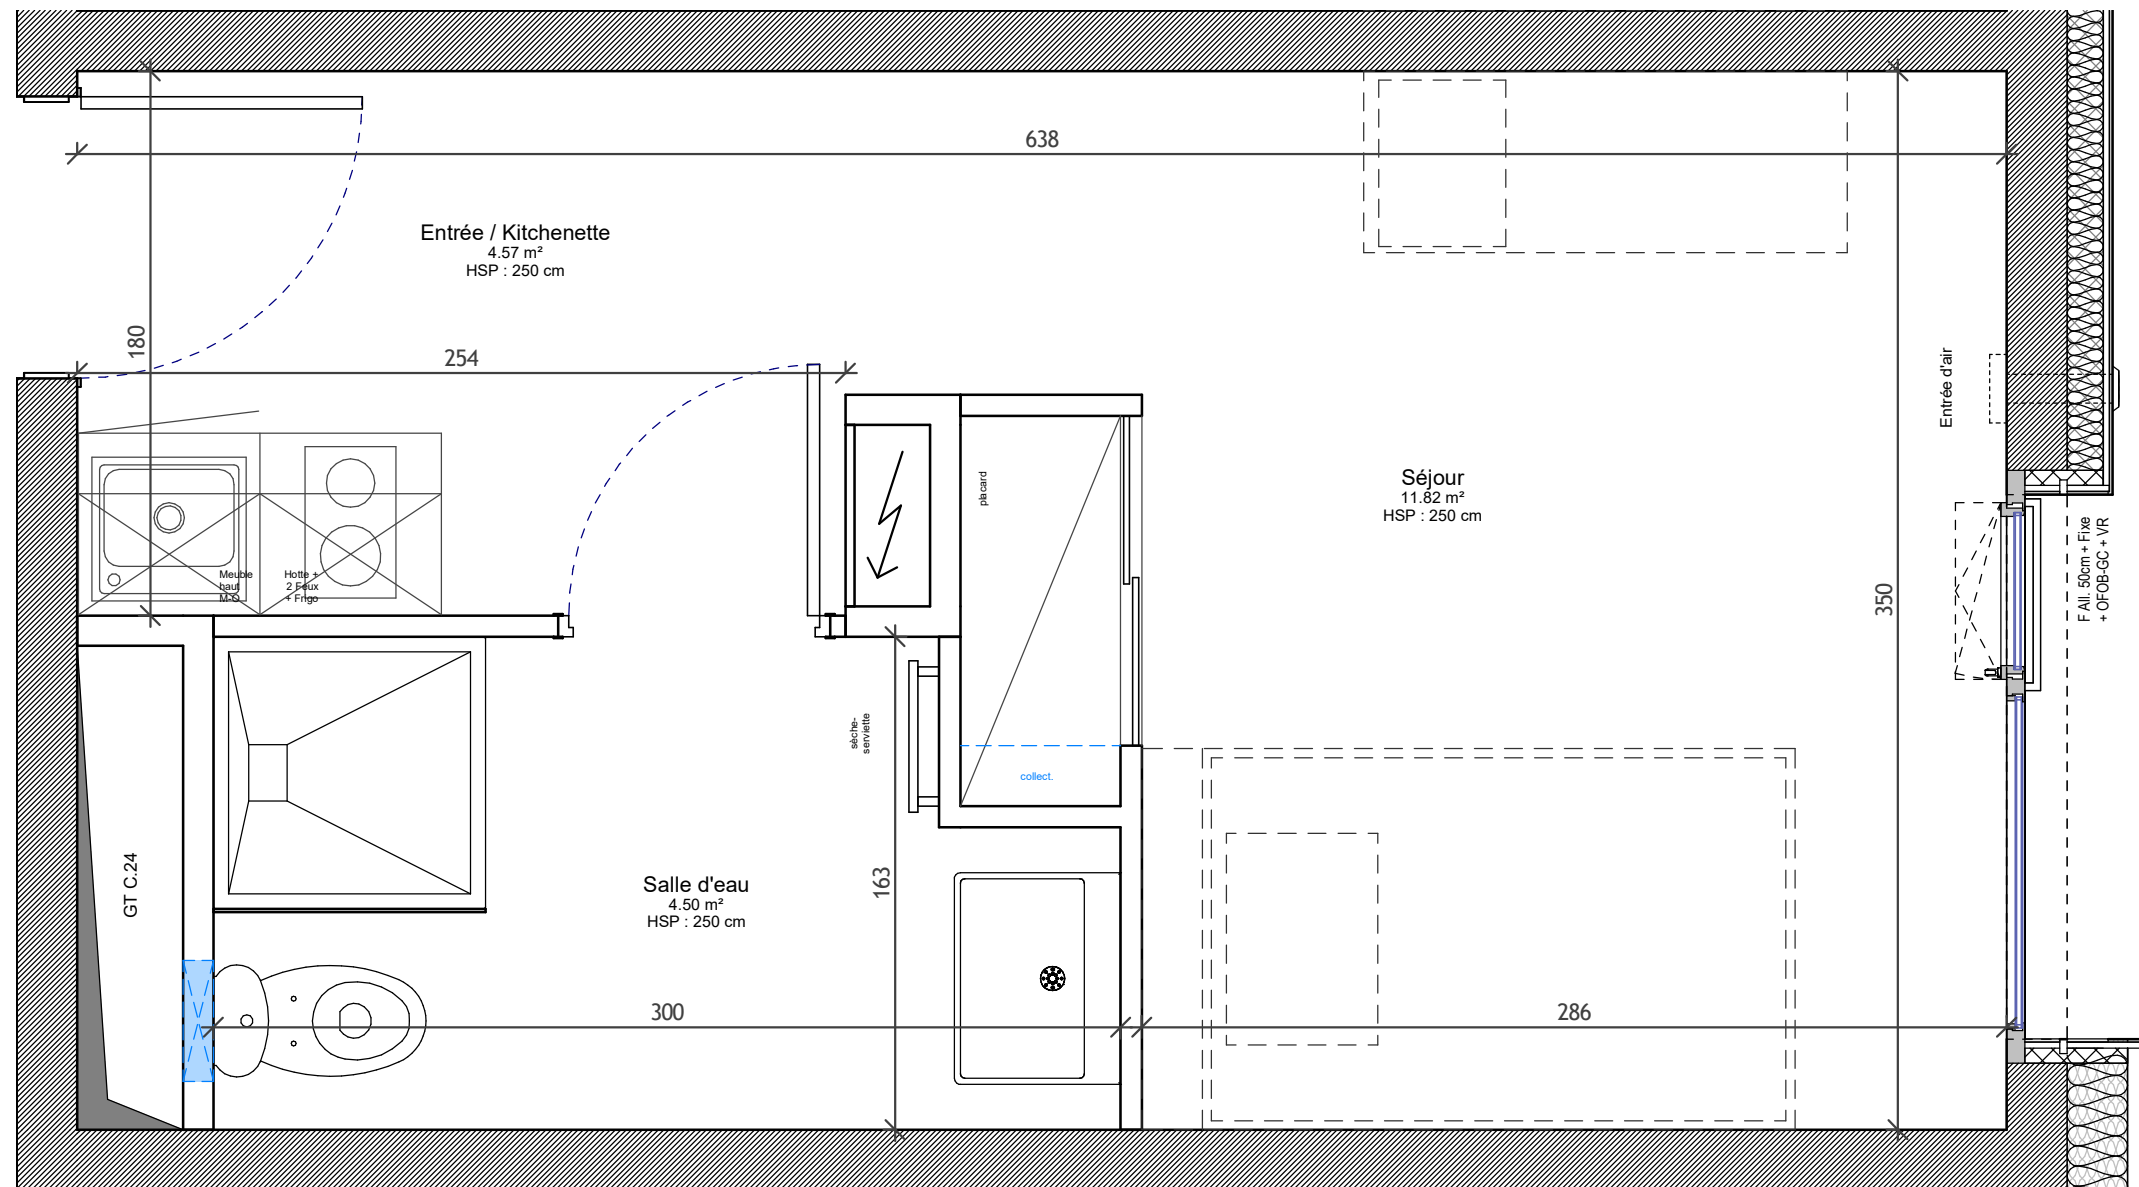 638
Entrée / Kitchenette
4.57 m²
HSP : 250 cm
180
254
Entrée d'air
placard
Séjour
11.82 m²
HSP : 250 cm
F All. 50cm + Fixe
+ OFOB-GC + VR
Meuble
haut
M-O
Hotte +
2 Feux
+ Frigo
350
sèche-
serviette
collect.
GT C.24
Salle d'eau
4.50 m²
HSP : 250 cm
163
300
286